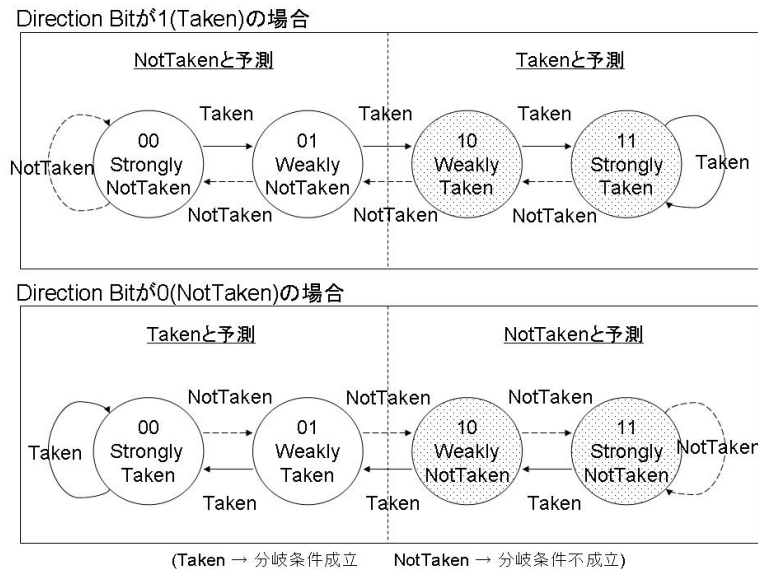 Direction Bitが1(Taken)の場合
NotTakenと予測
Takenと予測
Taken
Taken
Taken
00
Strongly
NotTaken
01
Weakly
NotTaken
10
Weakly
Taken
11
Strongly
Taken
NotTaken
Taken
NotTaken
NotTaken
NotTaken
Direction Bitが0(NotTaken)の場合
Takenと予測
NotTakenと予測
NotTaken
NotTaken
NotTaken
00
Strongly
Taken
01
Weakly
Taken
10
Weakly
NotTaken
11
Strongly
NotTaken
Taken
NotTaken
Taken
Taken
Taken
(Taken → 分岐条件成立 NotTaken → 分岐条件不成立)